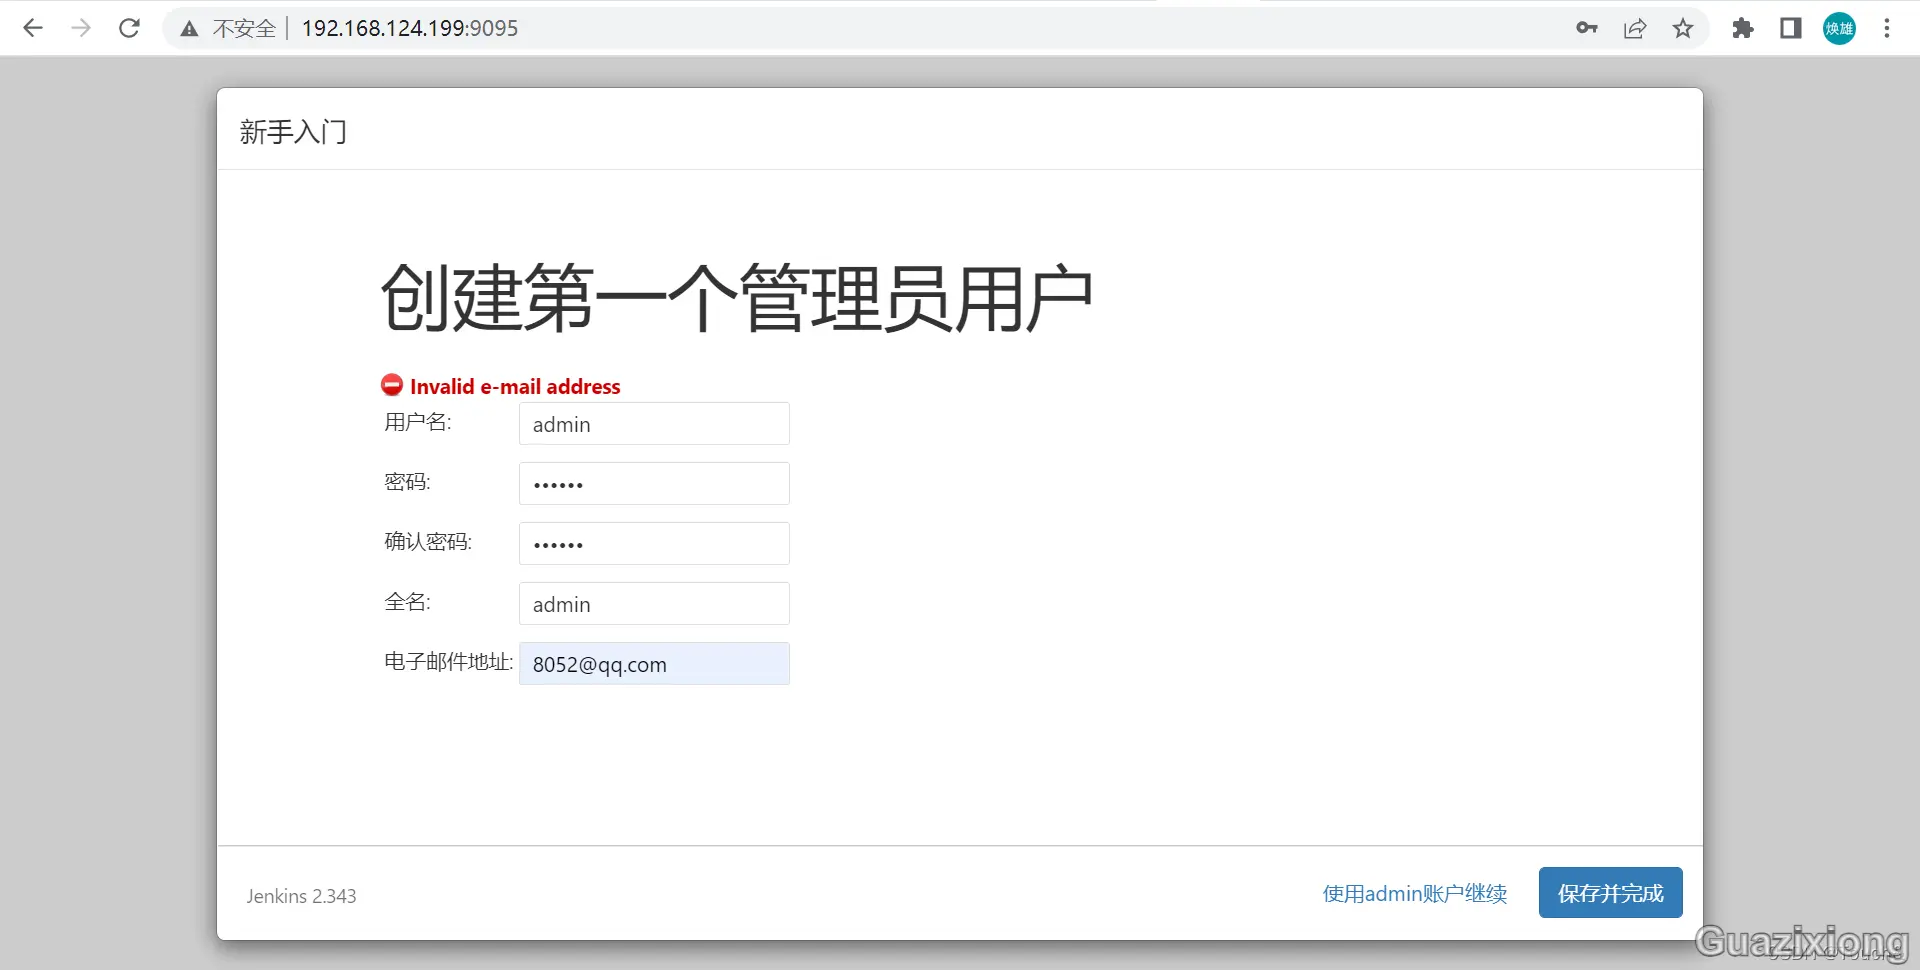 不安全 | 192.168.124.199:9095
焕雄
新手入门
创建第一个管理员用户
Invalid e-mail address
用户名: admin
密码: ••••••
确认密码: ••••••
全名: admin
电子邮件地址: 8052@qq.com
Jenkins 2.343
使用admin账户继续
保存并完成
Guazixiong